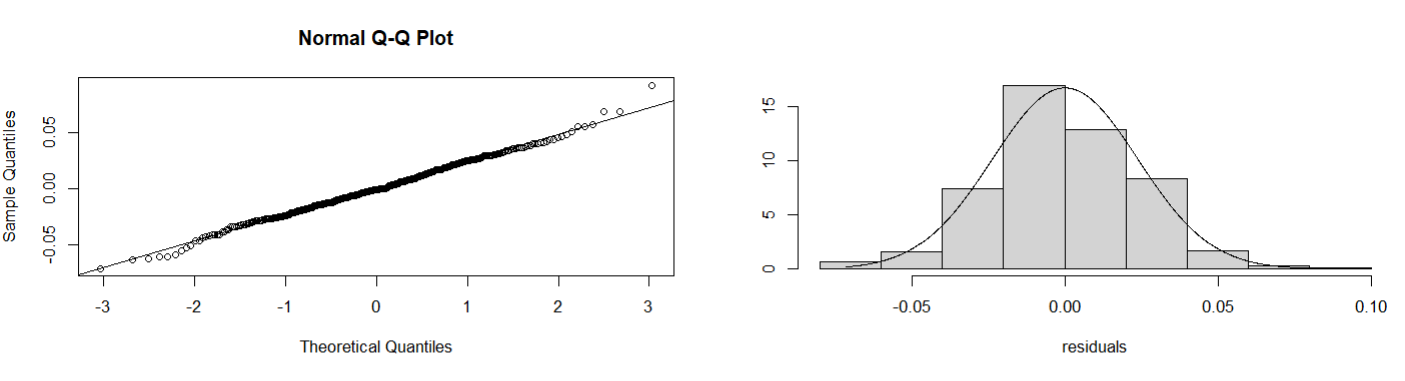 Normal Q-Q Plot
Sample Quantiles
0.05
0.00
-0.05
-3 -2 -1 0 1 2 3
Theoretical Quantiles
15
10
5
0
-0.05 0.00 0.05 0.10
residuals